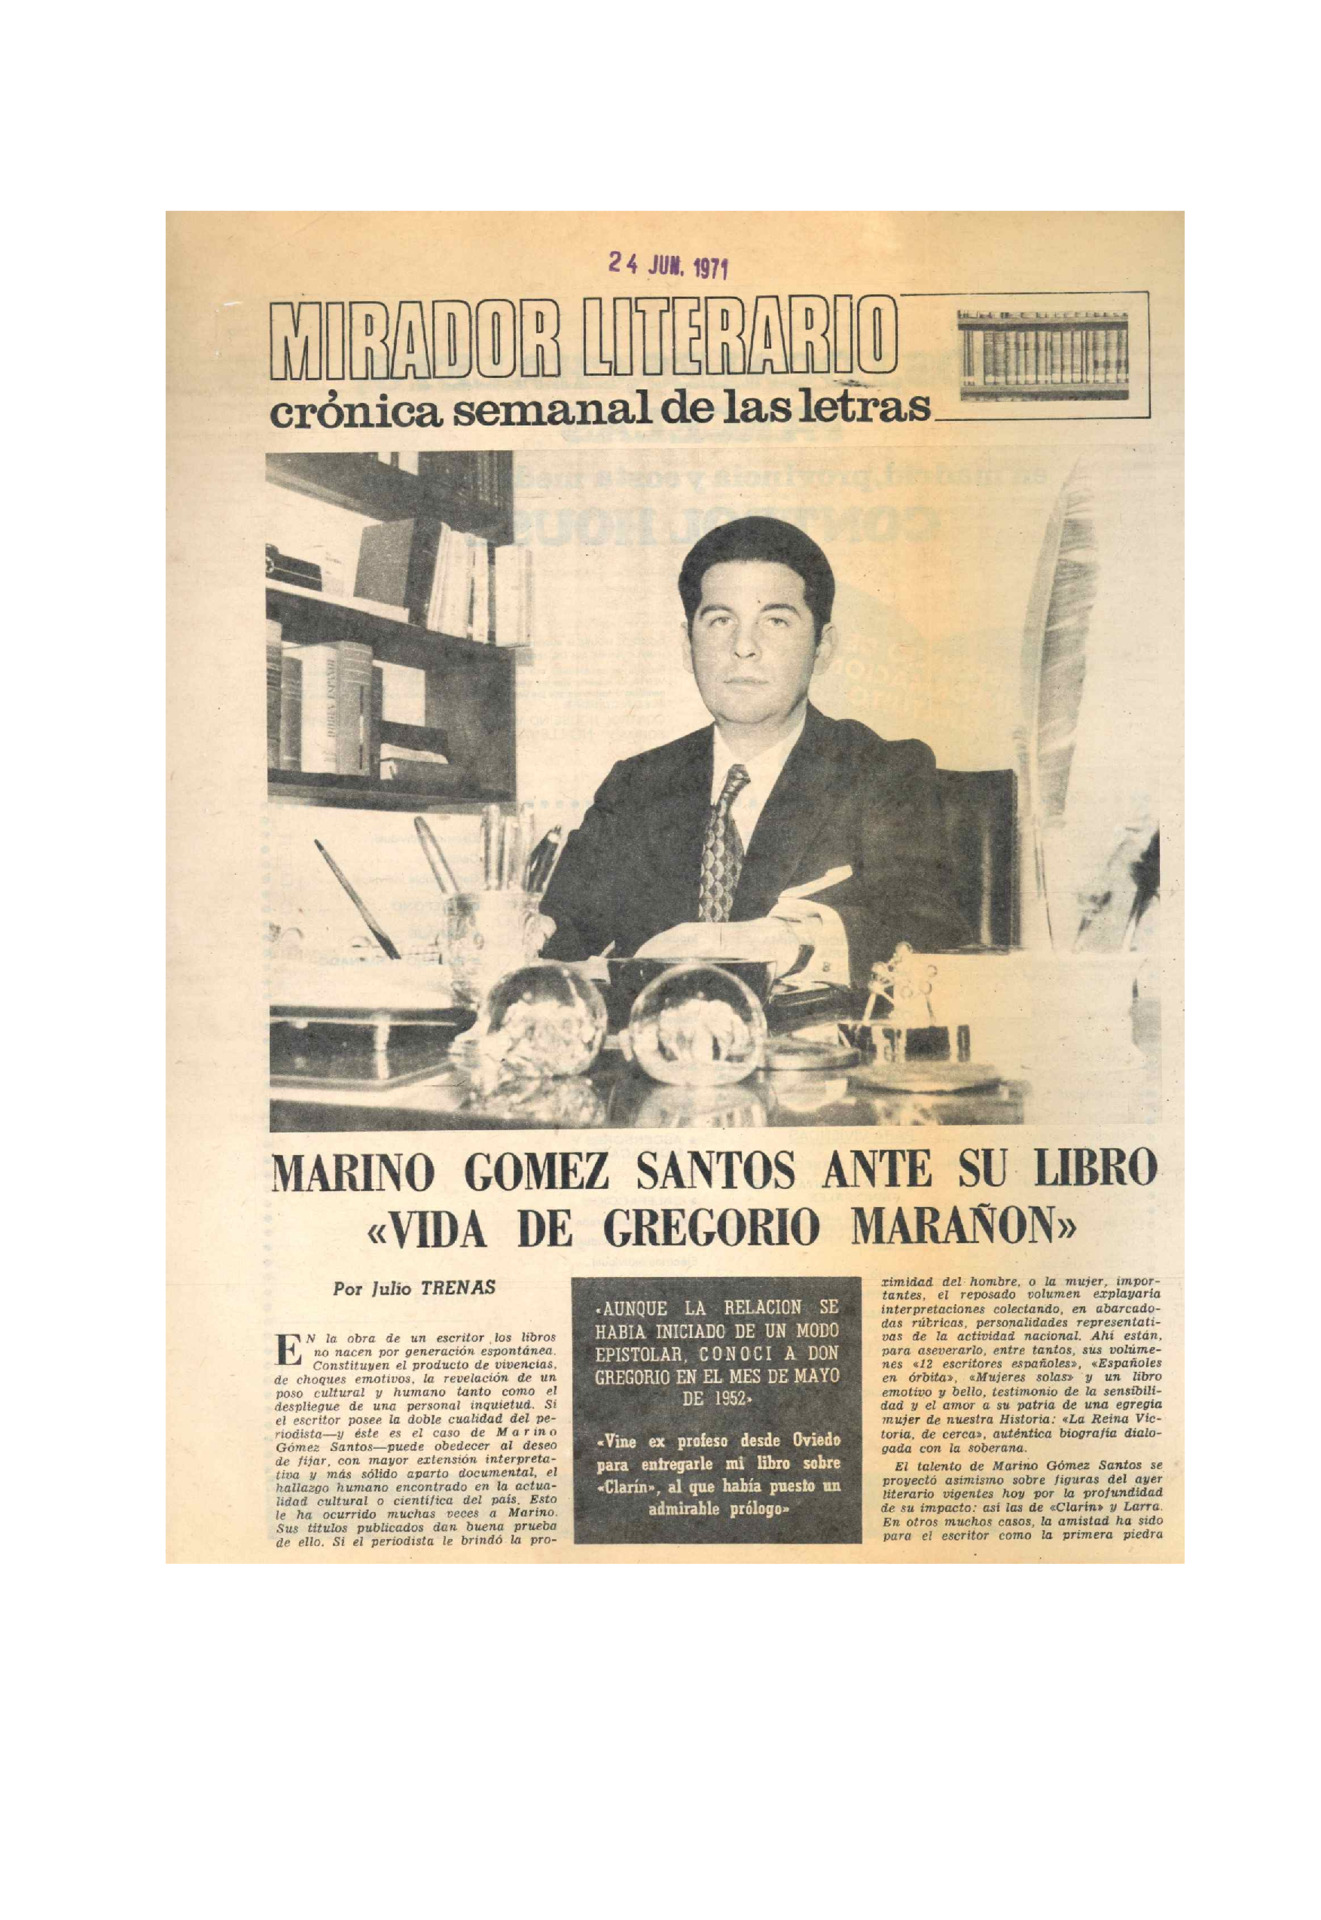 24 JUN. 1971
MIRADOR LITERARIO
crónica semanal de las letras
MARINO GOMEZ SANTOS ANTE SU LIBRO
«VIDA DE GREGORIO MARAÑON»
Por Julio TRENAS
EN la obra de un escritor los libros
no nacen por generación espontánea.
Constituyen el producto de vivencias,
de choques emotivos, la revelación de un
poso cultural y humano tanto como el
despliegue de una personal inquietud. Si
el escritor posee la doble cualidad del pe-
riodista—y éste es el caso de Marino
Gómez Santos—puede obedecer al deseo
de fijar, con mayor extensión interpreta-
tiva y más sólido aparto documental, el
hallazgo humano encontrado en la actua-
lidad cultural o científica del país. Esto
le ha ocurrido muchas veces a Marino.
Sus títulos publicados dan buena prueba
de ello. Si el periodista le brindó la pro-
«AUNQUE LA RELACION SE
HABIA INICIADO DE UN MODO
EPISTOLAR, CONOCI A DON
GREGORIO EN EL MES DE MAYO
DE 1952»
«Vine ex profeso desde Oviedo
para entregarle mi libro sobre
«Clarín», al que había puesto un
admirable prólogo»
ximidad del hombre, o la mujer, impor-
tantes, el reposado volumen explayaría
interpretaciones colectando, en abarcado-
das rúbricas, personalidades representati-
vas de la actividad nacional. Ahí están,
para aseverarlo, entre tantos, sus volúme-
nes «12 escritores españoles», «Españoles
en órbita», «Mujeres solas» y un libro
emotivo y bello, testimonio de la sensibili-
dad y el amor a su patria de una egregia
mujer de nuestra Historia: «La Reina Vic-
toria, de cerca», auténtica biografía dialo-
gada con la soberana.
El talento de Marino Gómez Santos se
proyectó asimismo sobre figuras del ayer
literario vigentes hoy por la profundidad
de su impacto: así las de «Clarín» y Larra.
En otros muchos casos, la amistad ha sido
para el escritor como la primera piedra